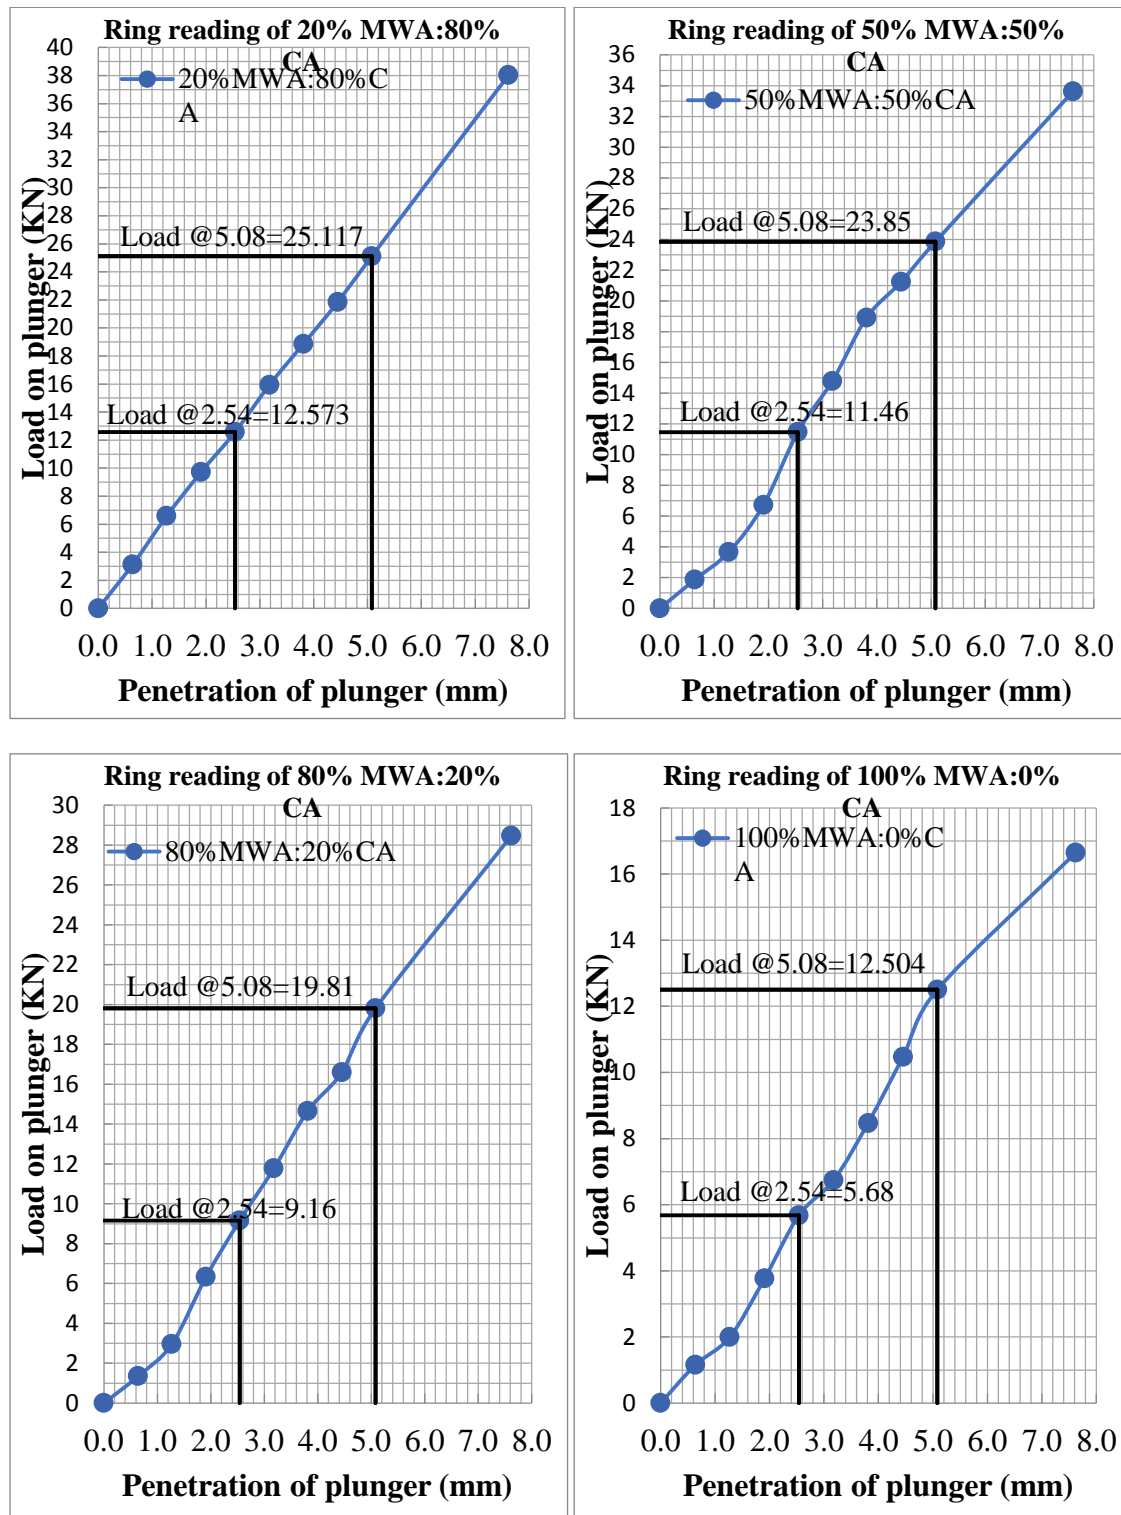 Ring reading of 20% MWA:80%
CA
20%MWA:80%C
A
Load on plunger (KN)
40
38
36
34
32
30
28
26
24
22
20
18
16
14
12
10
8
6
4
2
0
Load @5.08=25.117
Load @2.54=12.573
0.0 1.0 2.0 3.0 4.0 5.0 6.0 7.0 8.0
Penetration of plunger (mm)
Ring reading of 50% MWA:50%
CA
50%MWA:50%CA
Load on plunger (KN)
36
34
32
30
28
26
24
22
20
18
16
14
12
10
8
6
4
2
0
Load @5.08=23.85
Load @2.54=11.46
0.0 1.0 2.0 3.0 4.0 5.0 6.0 7.0 8.0
Penetration of plunger (mm)
Ring reading of 80% MWA:20%
CA
80%MWA:20%CA
Load on plunger (KN)
30
28
26
24
22
20
18
16
14
12
10
8
6
4
2
0
Load @5.08=19.81
Load @2.54=9.16
0.0 1.0 2.0 3.0 4.0 5.0 6.0 7.0 8.0
Penetration of plunger (mm)
Ring reading of 100% MWA:0%
CA
100%MWA:0%C
A
Load on plunger (KN)
18
16
14
12
10
8
6
4
2
0
Load @5.08=12.504
Load @2.54=5.68
0.0 1.0 2.0 3.0 4.0 5.0 6.0 7.0 8.0
Penetration of plunger (mm)